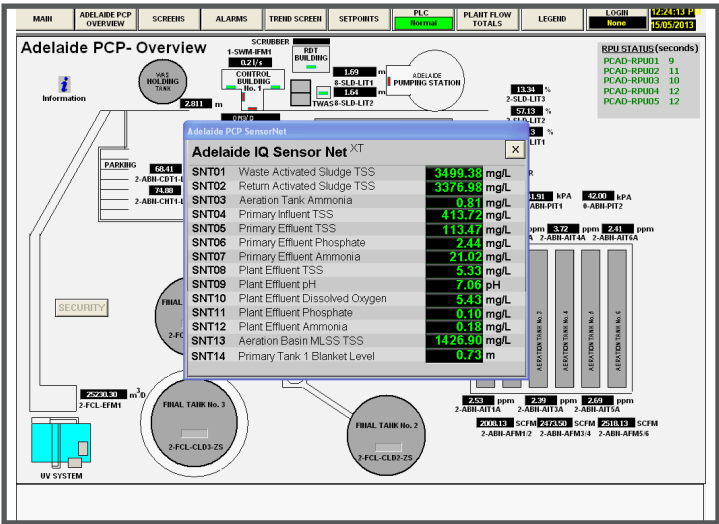 MAIN
ADELAIDE PCP OVERVIEW
SCREENS
ALARMS
TREND SCREEN
SETPOINTS
PLC
Normal
PLANT FLOW TOTALS
LEGEND
LOGIN
None
12:24:13 P
15/05/2013
Adelaide PCP- Overview
Information
WAS HOLDING TANK
2.811 m
SCRUBBER
1-SWM-IFM1
0.2 l/s
CONTROL BUILDING No. 1
RDT BUILDING
TWAS
1.69 m
8-SLD-LIT1
1.64 m
8-SLD-LIT2
ADELAIDE PUMPING STATION
13.34 %
2-SLD-LIT3
57.13 %
RPU STATUS (seconds)
PCAD-RPU01 9
PCAD-RPU02 11
PCAD-RPU03 10
PCAD-RPU04 12
PCAD-RPU05 12
PARKING
68.41
2-ABN-CDT1-
74.88
2-ABN-CHT1-
Adelaide PCP SensorNet
Adelaide IQ Sensor Net XT
X
SNT01 Waste Activated Sludge TSS 3499.38 mg/L
SNT02 Return Activated Sludge TSS 3376.98 mg/L
SNT03 Aeration Tank Ammonia 0.81 mg/L
SNT04 Primary Influent TSS 413.72 mg/L
SNT05 Primary Effluent TSS 113.47 mg/L
SNT06 Primary Effluent Phosphate 2.44 mg/L
SNT07 Primary Effluent Ammonia 21.02 mg/L
SNT08 Plant Effluent TSS 5.33 mg/L
SNT09 Plant Effluent pH 7.06 pH
SNT10 Plant Effluent Dissolved Oxygen 5.43 mg/L
SNT11 Plant Effluent Phosphate 0.10 mg/L
SNT12 Plant Effluent Ammonia 0.18 mg/L
SNT13 Aeration Basin MLSS TSS 1426.90 mg/L
SNT14 Primary Tank 1 Blanket Level 0.73 m
kPA 42.00 kPA
ABN-PIT1
-ABN-PIT2
ppm 3.72 ppm 2.41 ppm
2-ABN-AIT4A 2-ABN-AIT6A
SECURITY
FINAL
2-FC
AERATION TANK No. 3
AERATION TANK No. 4
AERATION TANK No. 5
AERATION TANK No. 6
25230.30 m3/D
2-FCL-EFM1
FINAL TANK No. 3
2-FCL-CLD3-ZS
FINAL TANK No. 2
2-FCL-CLD2-ZS
2.53 ppm 2.39 ppm 2.69 ppm
2-ABN-AIT1A 2-ABN-AIT3A 2-ABN-AIT5A
2008.13 SCFM 2473.50 SCFM 2518.13 SCFM
2-ABN-AFM1/2 2-ABN-AFM3/4 2-ABN-AFM5/6
UV SYSTEM